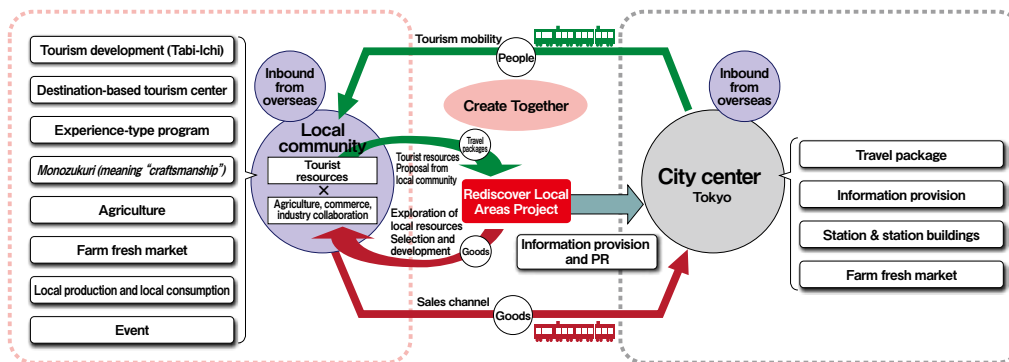 Tourism development (Tabi-Ichi)
Destination-based tourism center
Experience-type program
Monozukuri (meaning “craftsmanship”)
Agriculture
Farm fresh market
Local production and local consumption
Event
Inbound
from
overseas
Local
community
Tourist
resources
×
Agriculture, commerce,
industry collaboration
Tourism mobility
People
Create Together
Travel
packages
Tourist resources
Proposal from
local community
Rediscover Local
Areas Project
Exploration of
local resources
Selection and
development
Goods
Information provision
and PR
Sales channel
Goods
Inbound
from
overseas
City center
Tokyo
Travel package
Information provision
Station & station buildings
Farm fresh market